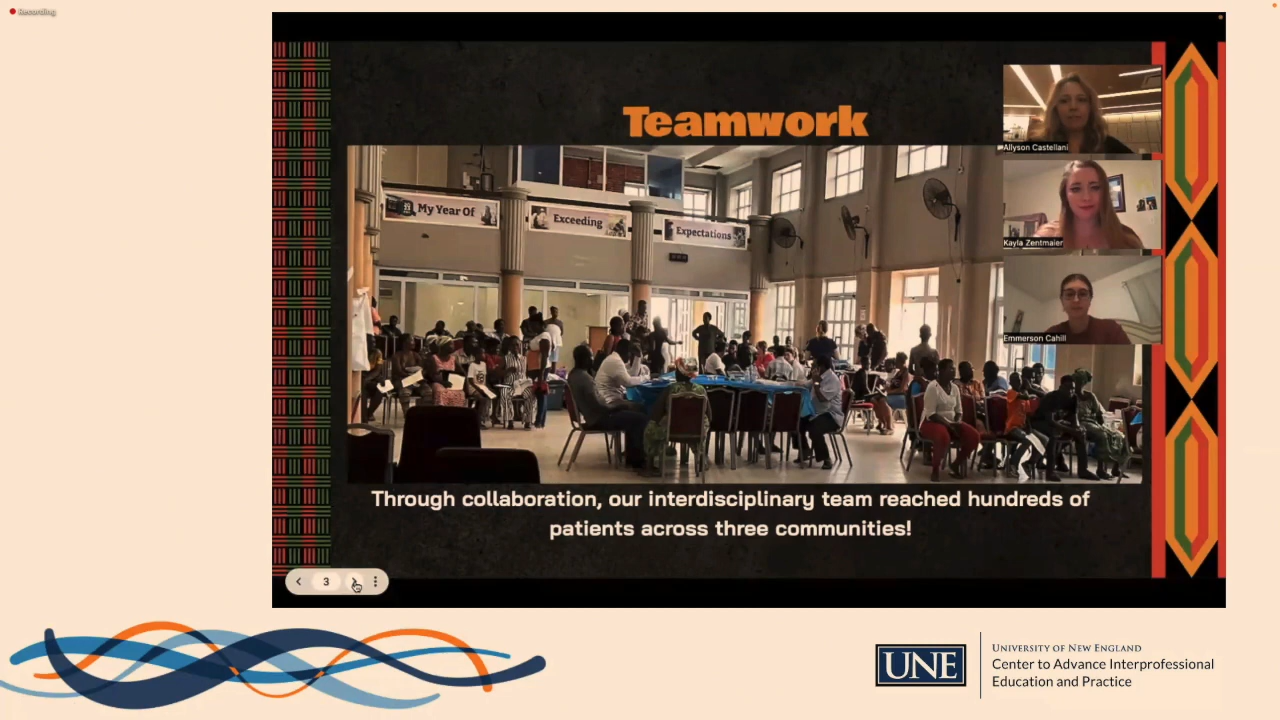 Recording
Teamwork
Allyson Castellani
My Year Of
Exceeding
Expectations
Kayla Zentmaier
Emmerson Cahill
Through collaboration, our interdisciplinary team reached hundreds of
patients across three communities!
3
UNE
UNIVERSITY OF NEW ENGLAND
Center to Advance Interprofessional
Education and Practice